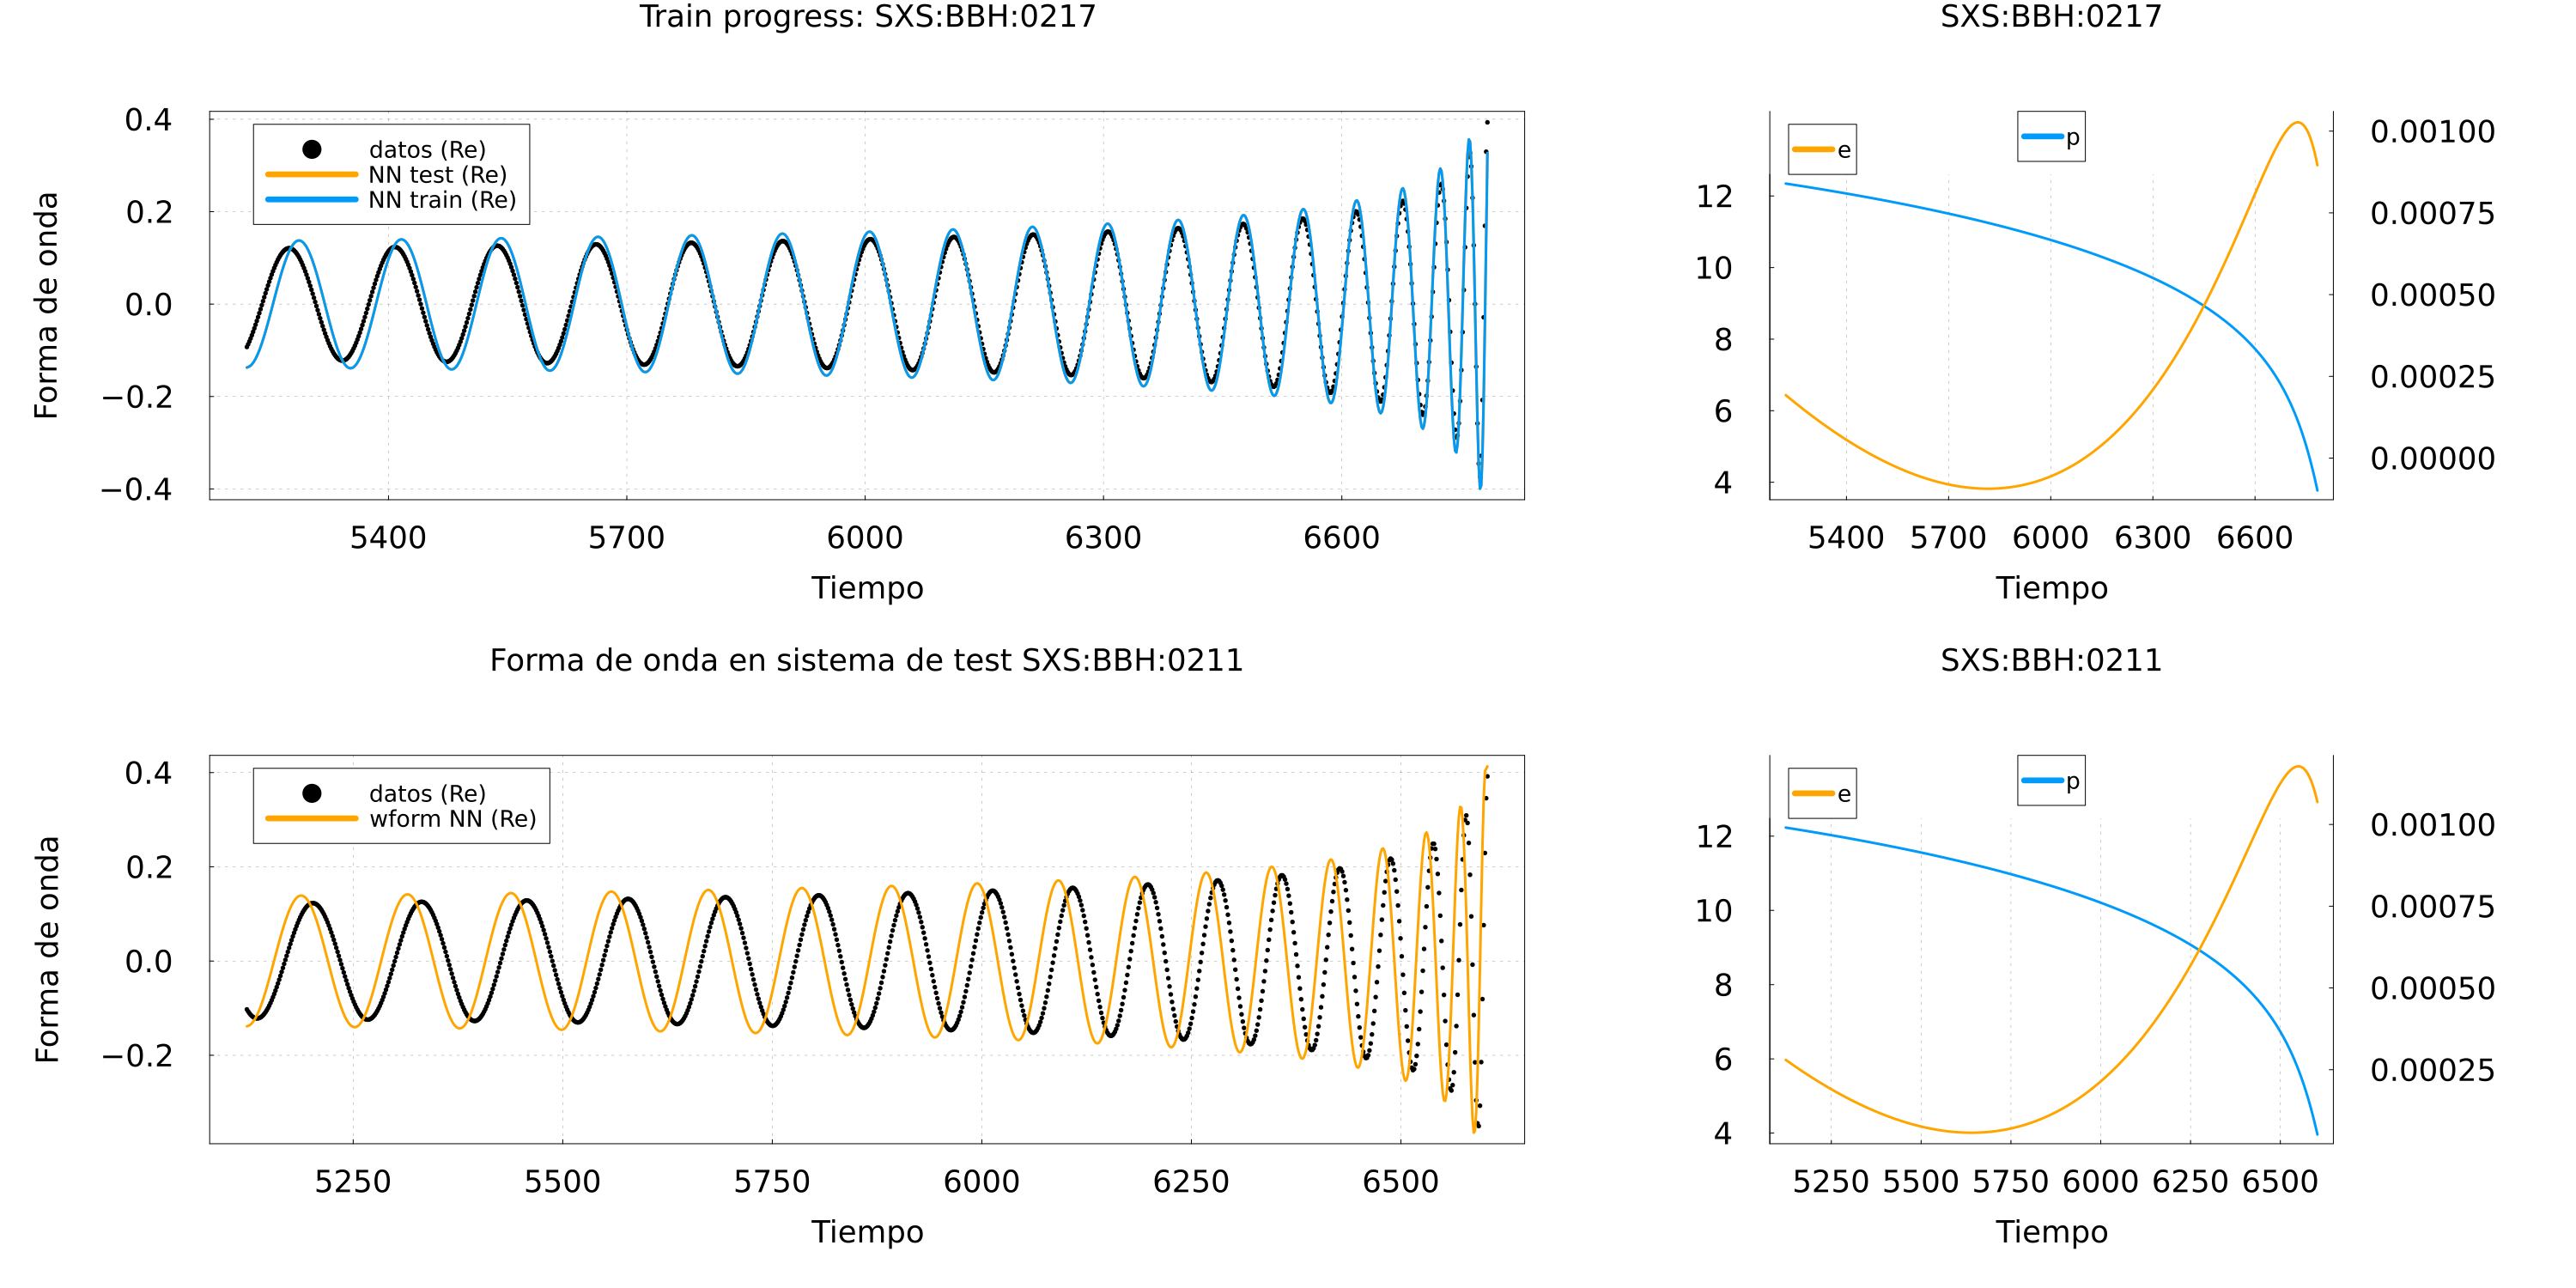 Train progress: SXS:BBH:0217
Forma de onda
0.4
0.2
0.0
−0.2
−0.4
datos (Re)
NN test (Re)
NN train (Re)
5400 5700 6000 6300 6600
Tiempo
SXS:BBH:0217
e
p
12
10
8
6
4
0.00100
0.00075
0.00050
0.00025
0.00000
5400 5700 6000 6300 6600
Tiempo
Forma de onda en sistema de test SXS:BBH:0211
Forma de onda
0.4
0.2
0.0
−0.2
datos (Re)
wform NN (Re)
5250 5500 5750 6000 6250 6500
Tiempo
SXS:BBH:0211
e
p
12
10
8
6
4
0.00100
0.00075
0.00050
0.00025
5250 5500 5750 6000 6250 6500
Tiempo